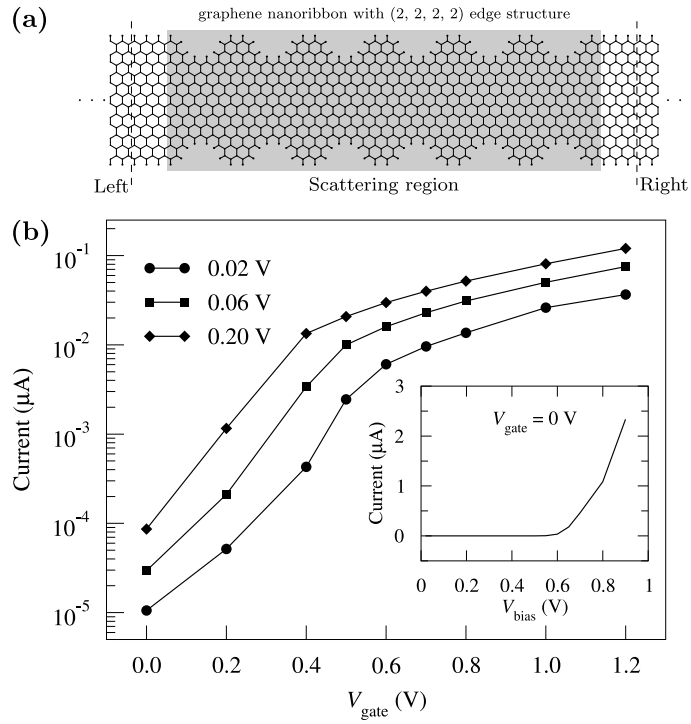 (a)
graphene nanoribbon with (2, 2, 2, 2) edge structure
. . .
. . .
Left
Scattering region
Right
(b)
10⁻¹
10⁻²
10⁻³
10⁻⁴
10⁻⁵
Current (μA)
0.02 V
0.06 V
0.20 V
0.0 0.2 0.4 0.6 0.8 1.0 1.2
V_gate (V)
3
2
1
0
Current (μA)
V_gate = 0 V
0 0.2 0.4 0.6 0.8 1
V_bias (V)